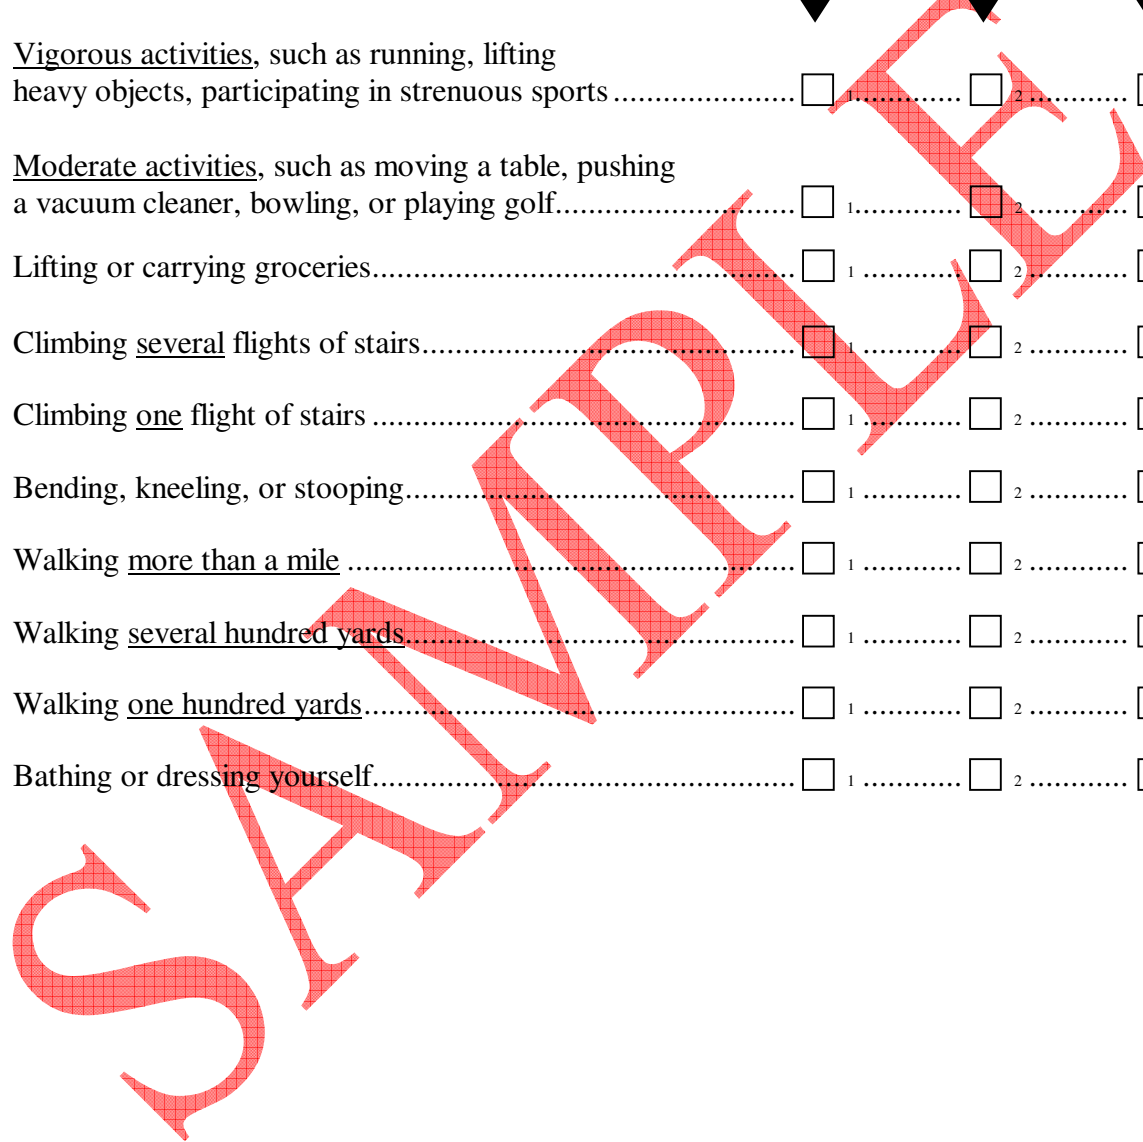 Vigorous activities, such as running, lifting
heavy objects, participating in strenuous sports ...................... 1 ............ 2 ............
Moderate activities, such as moving a table, pushing
a vacuum cleaner, bowling, or playing golf ............................. 1 ............ 2 ............
Lifting or carrying groceries ................................................... 1 ............ 2 ............
Climbing several flights of stairs ............................................. 1 ............ 2 ............
Climbing one flight of stairs ................................................... 1 ............ 2 ............
Bending, kneeling, or stooping ............................................... 1 ............ 2 ............
Walking more than a mile ...................................................... 1 ............ 2 ............
Walking several hundred yards ............................................... 1 ............ 2 ............
Walking one hundred yards .................................................... 1 ............ 2 ............
Bathing or dressing yourself ................................................... 1 ............ 2 ............
SAMPLE